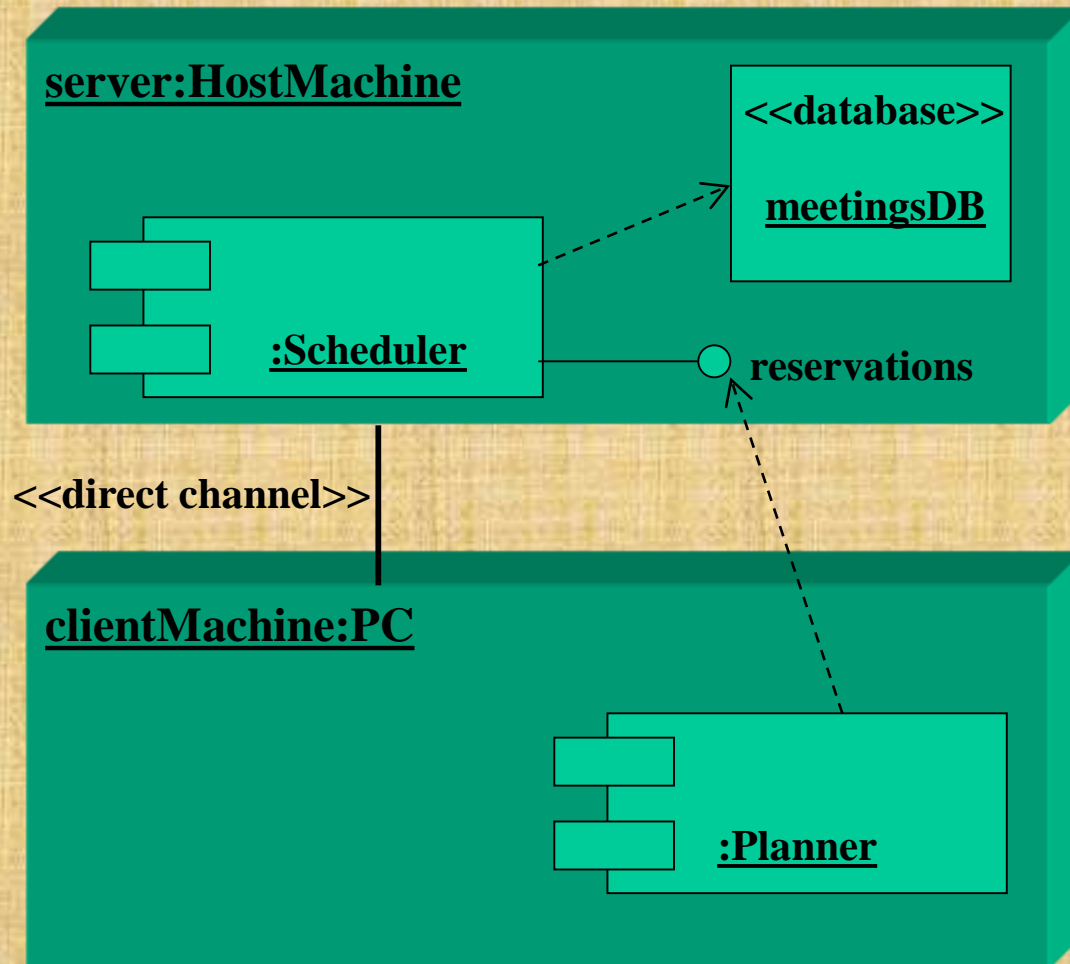 server:HostMachine
<<database>>
meetingsDB
:Scheduler
reservations
<<direct channel>>
clientMachine:PC
:Planner